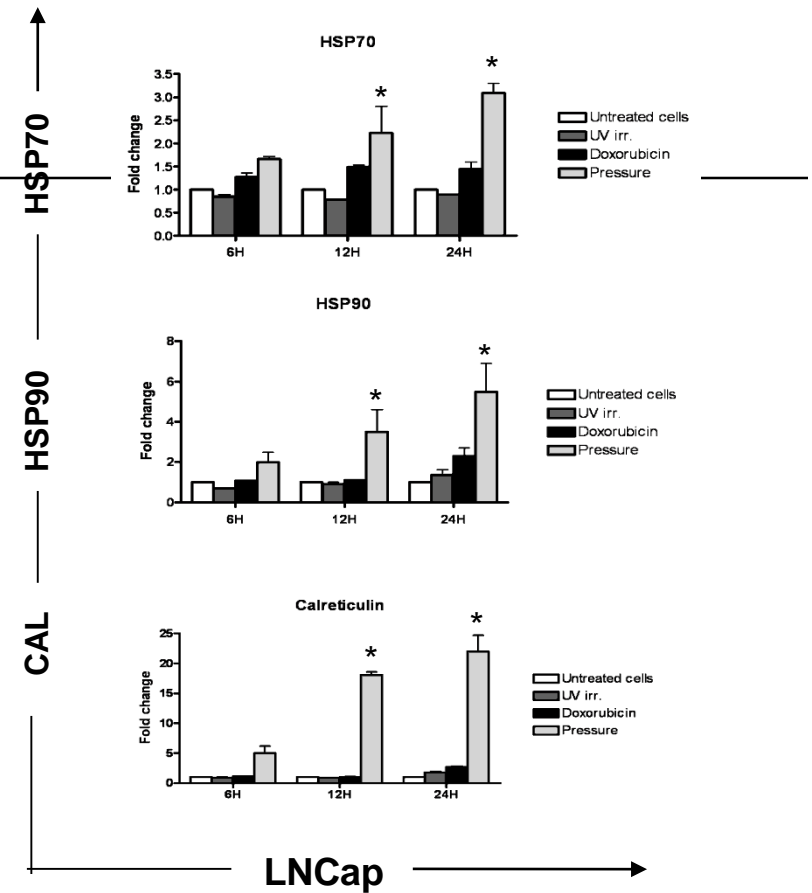 HSP70
*
*
3.5
3.0
2.5
2.0
1.5
1.0
0.5
0.0
Fold change
6H 12H 24H
Untreated cells
UV irr.
Doxorubicin
Pressure
HSP70
HSP90
*
*
8
6
4
2
0
Fold change
6H 12H 24H
Untreated cells
UV irr.
Doxorubicin
Pressure
HSP90
Calreticulin
*
*
25
20
15
10
5
0
Fold change
6H 12H 24H
Untreated cells
UV irr.
Doxorubicin
Pressure
CAL
LNCap